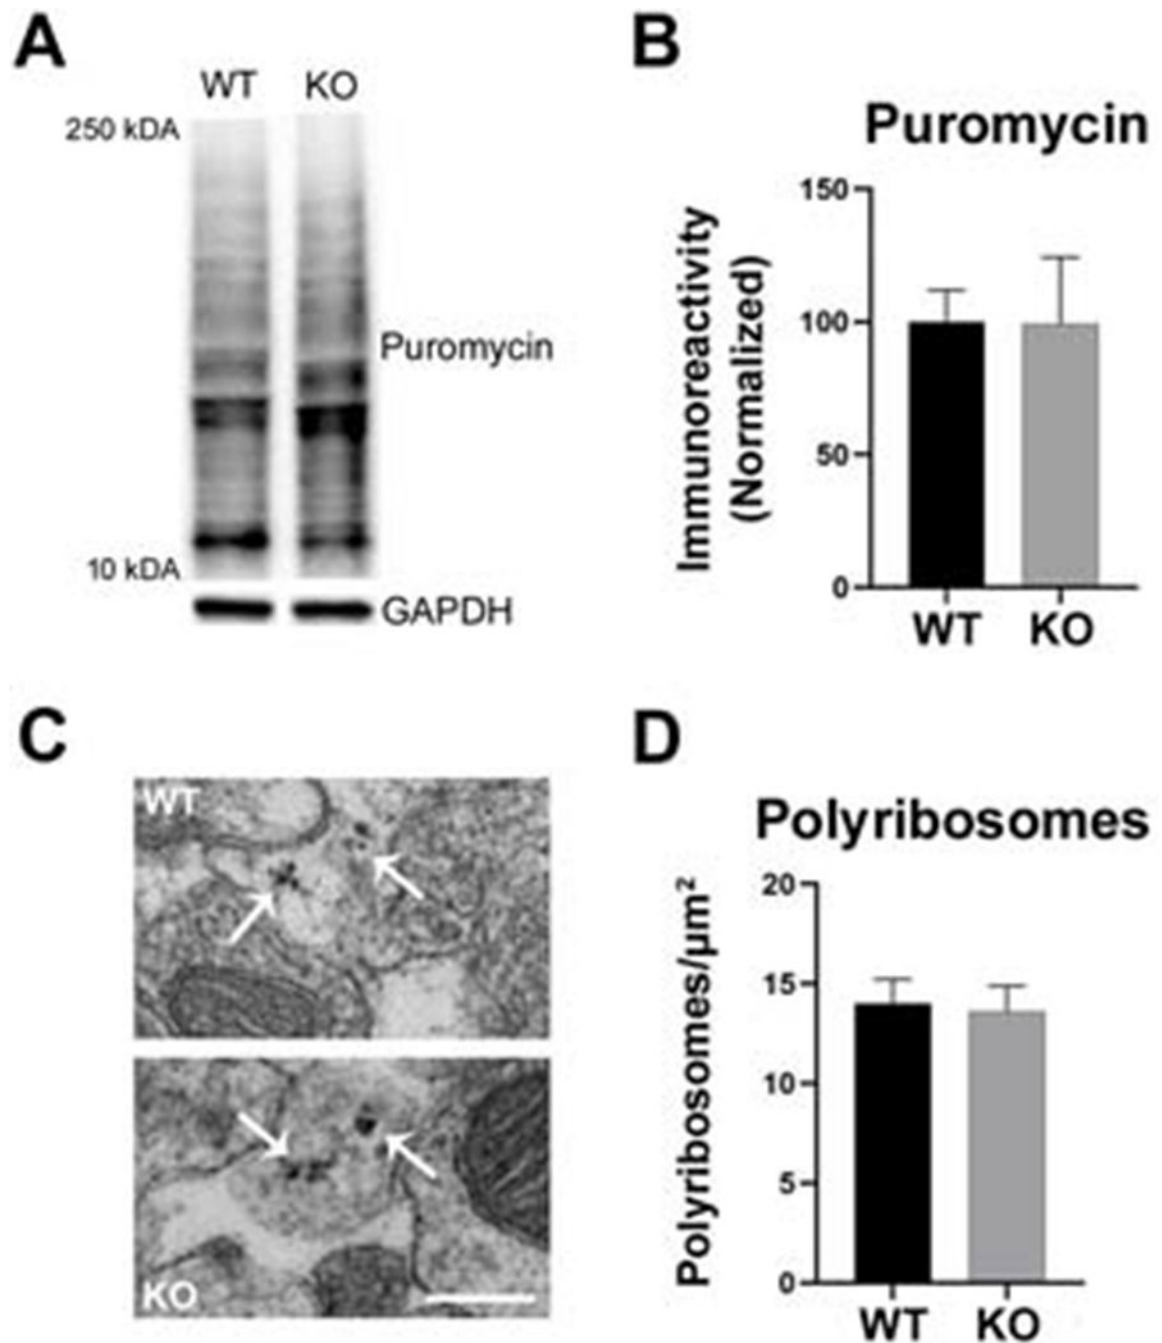 A
WT KO
250 kDA
Puromycin
10 kDA
GAPDH
B
Puromycin
Immunoreactivity
(Normalized)
150
100
50
0
WT KO
C
WT
KO
D
Polyribosomes
Polyribosomes/μm²
20
15
10
5
0
WT KO